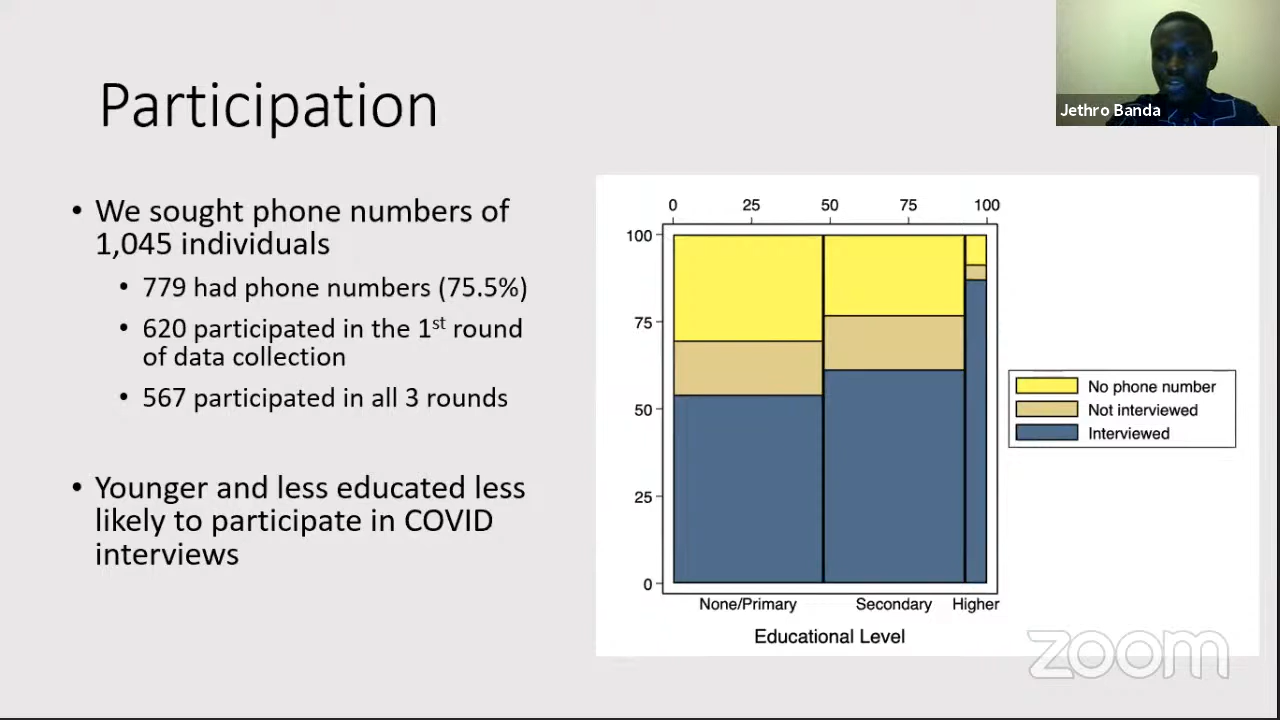 Participation
Jethro Banda
• We sought phone numbers of
1,045 individuals
• 779 had phone numbers (75.5%)
• 620 participated in the 1st round
of data collection
• 567 participated in all 3 rounds
• Younger and less educated less
likely to participate in COVID
interviews
0 25 50 75 100
100
75
50
25
0
None/Primary Secondary Higher
Educational Level
No phone number
Not interviewed
Interviewed
zoom